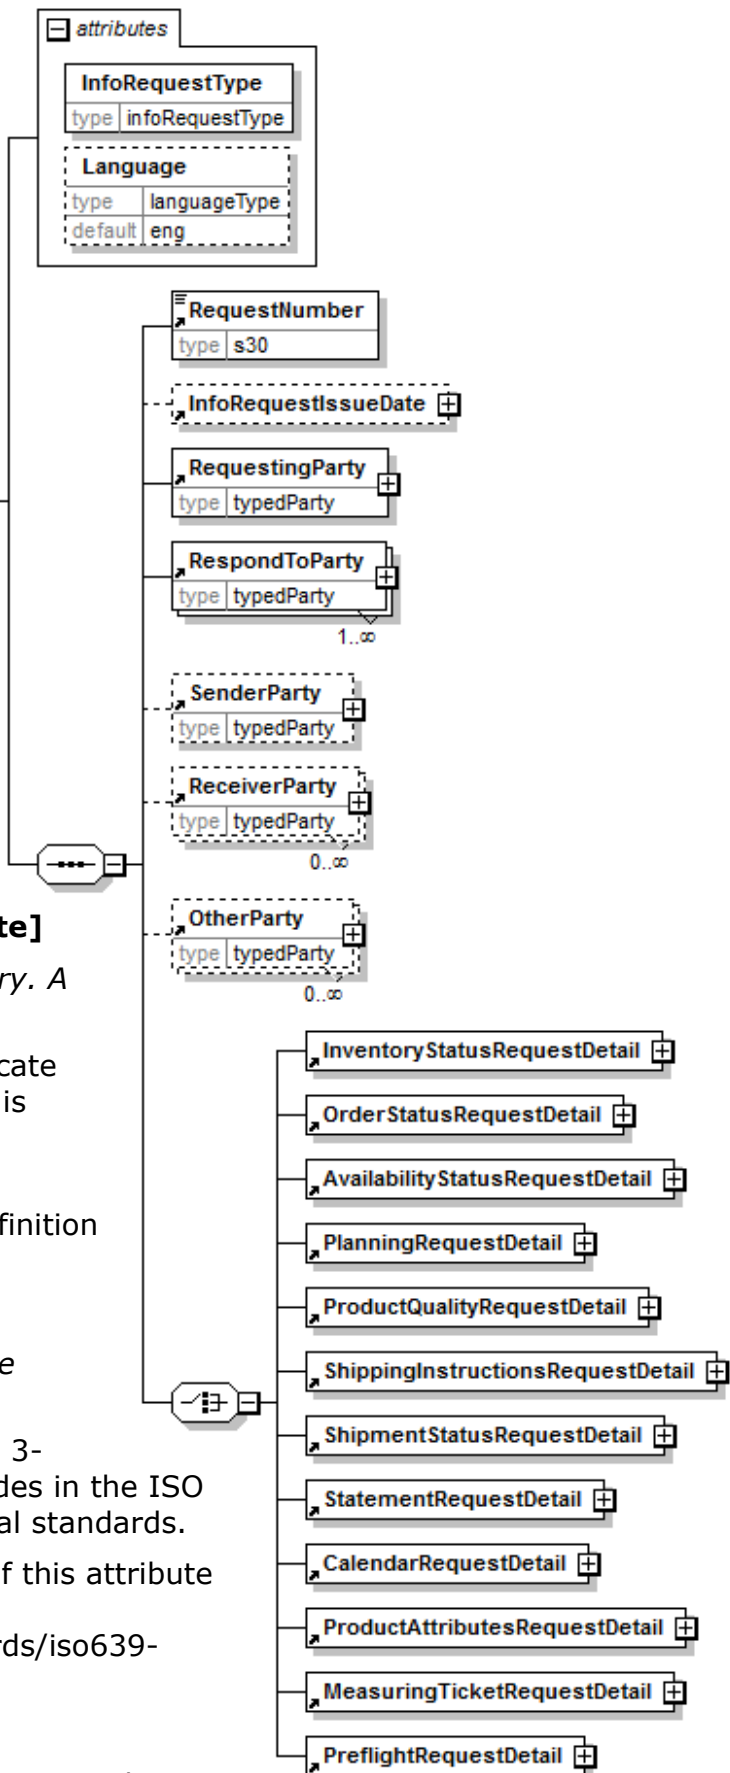 attributes
InfoRequestType
type infoRequestType
Language
type languageType
default eng
RequestNumber
type s30
InfoRequestIssueDate
RequestingParty
type typedParty
RespondToParty
type typedParty
1..∞
SenderParty
type typedParty
ReceiverParty
type typedParty
0..∞
te]
OtherParty
type typedParty
ry. A
0..∞
InventoryStatusRequestDetail
cate
is
OrderStatusRequestDetail
AvailabilityStatusRequestDetail
finition
PlanningRequestDetail
ProductQualityRequestDetail
e
ShippingInstructionsRequestDetail
ShipmentStatusRequestDetail
3-
des in the ISO
StatementRequestDetail
al standards.
CalendarRequestDetail
f this attribute
ProductAttributesRequestDetail
rds/iso639-
MeasuringTicketRequestDetail
PreflightRequestDetail